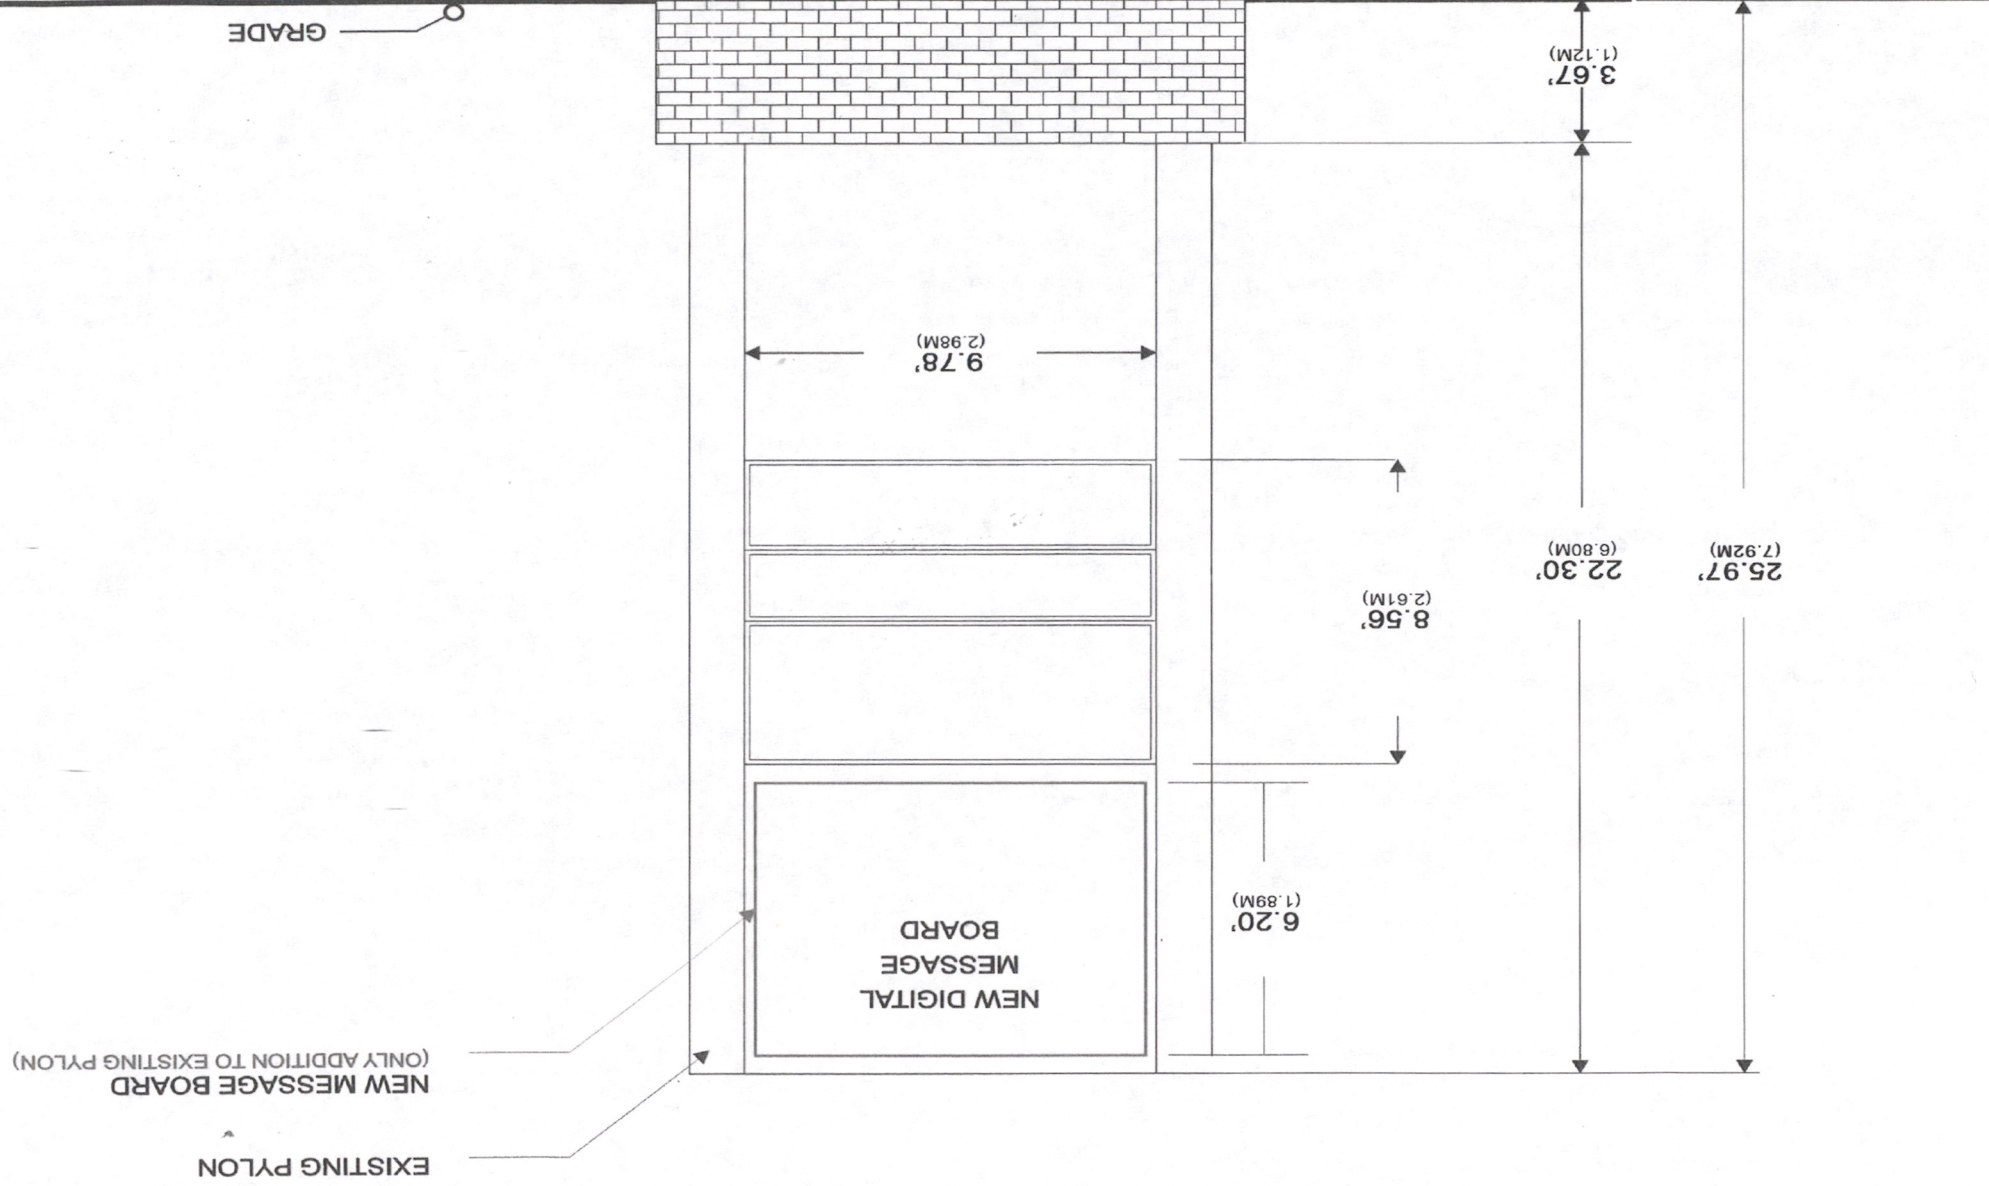 EXISTING PYLON
NEW MESSAGE BOARD
(ONLY ADDITION TO EXISTING PYLON)
NEW DIGITAL
MESSAGE
BOARD
6.20'
(1.89M)
8.56'
(2.61M)
22.30'
(6.80M)
25.97'
(7.92M)
9.78'
(2.98M)
3.67'
(1.12M)
GRADE